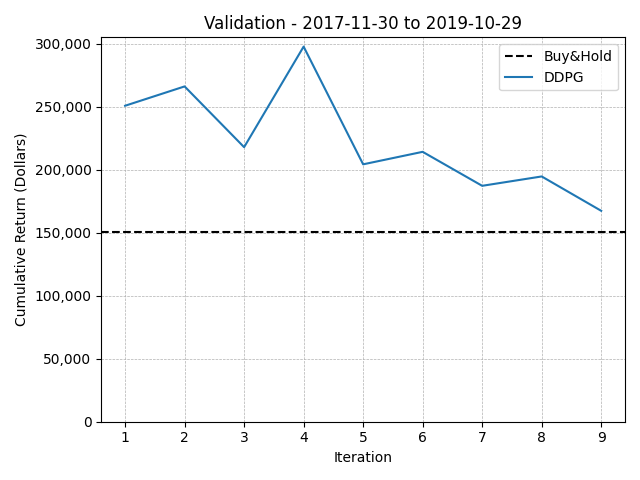 Validation - 2017-11-30 to 2019-10-29
Cumulative Return (Dollars)
300,000
250,000
200,000
150,000
100,000
50,000
0
Buy&Hold
DDPG
1 2 3 4 5 6 7 8 9
Iteration